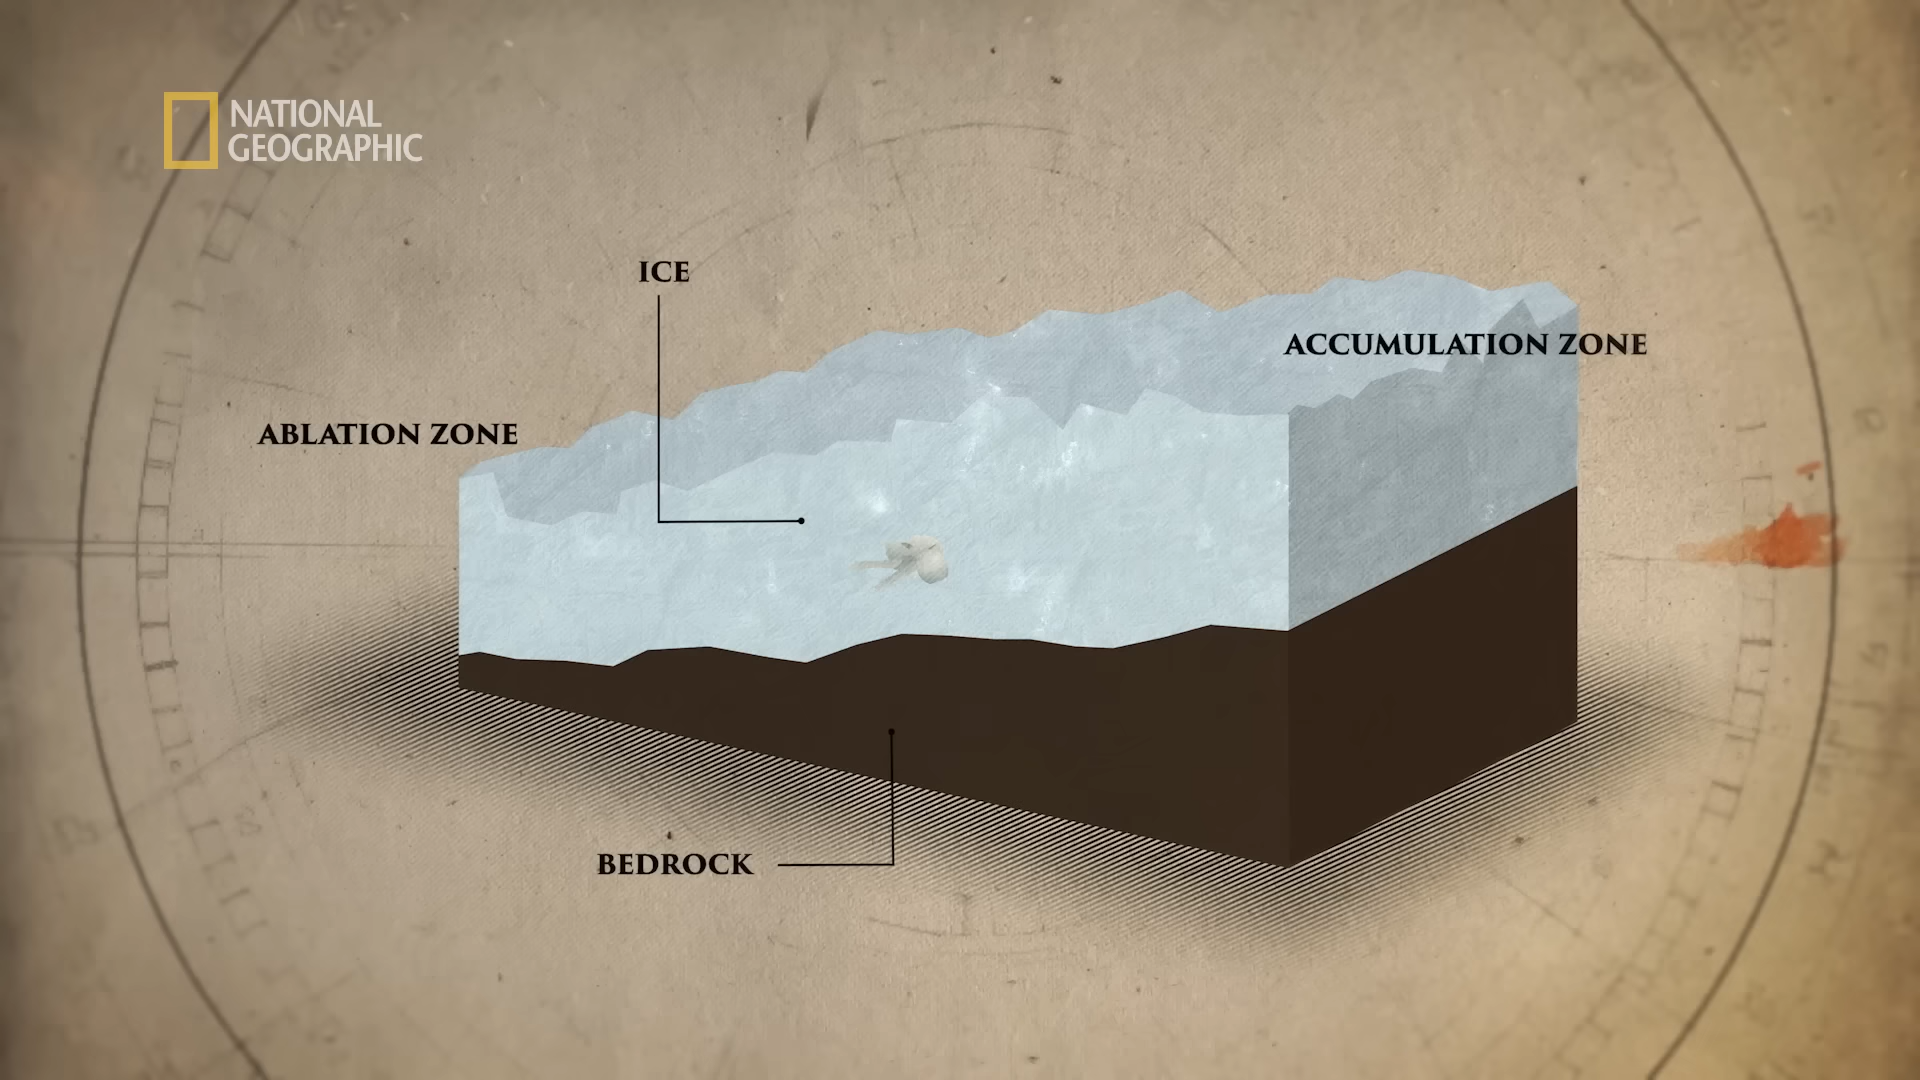 NATIONAL
GEOGRAPHIC
ICE
ACCUMULATION ZONE
ABLATION ZONE
BEDROCK